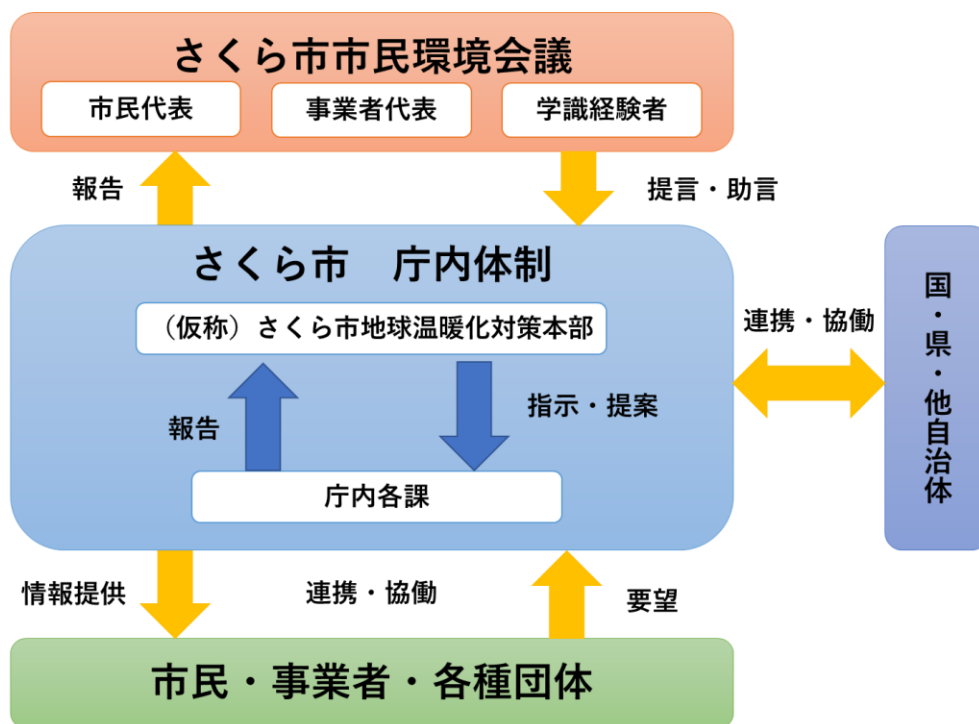 さくら市市民環境会議
市民代表
事業者代表
学識経験者
報告
提言・助言
さくら市　庁内体制
（仮称）さくら市地球温暖化対策本部
報告
指示・提案
庁内各課
連携・協働
国・県・他自治体
情報提供
連携・協働
要望
市民・事業者・各種団体